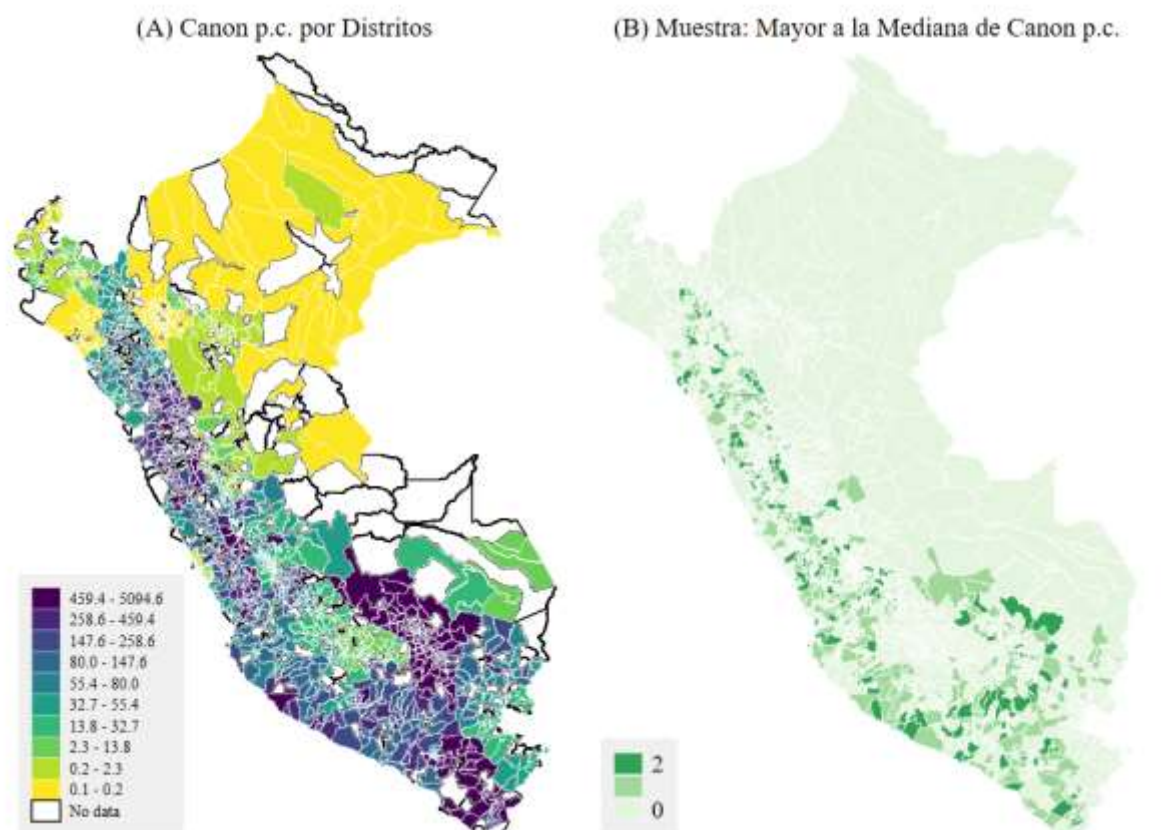 (A) Canon p.c. por Distritos
(B) Muestra: Mayor a la Mediana de Canon p.c.
459.4 - 5094.6
258.6 - 459.4
147.6 - 258.6
80.0 - 147.6
55.4 - 80.0
32.7 - 55.4
13.8 - 32.7
2.3 - 13.8
0.2 - 2.3
0.1 - 0.2
No data
2
0